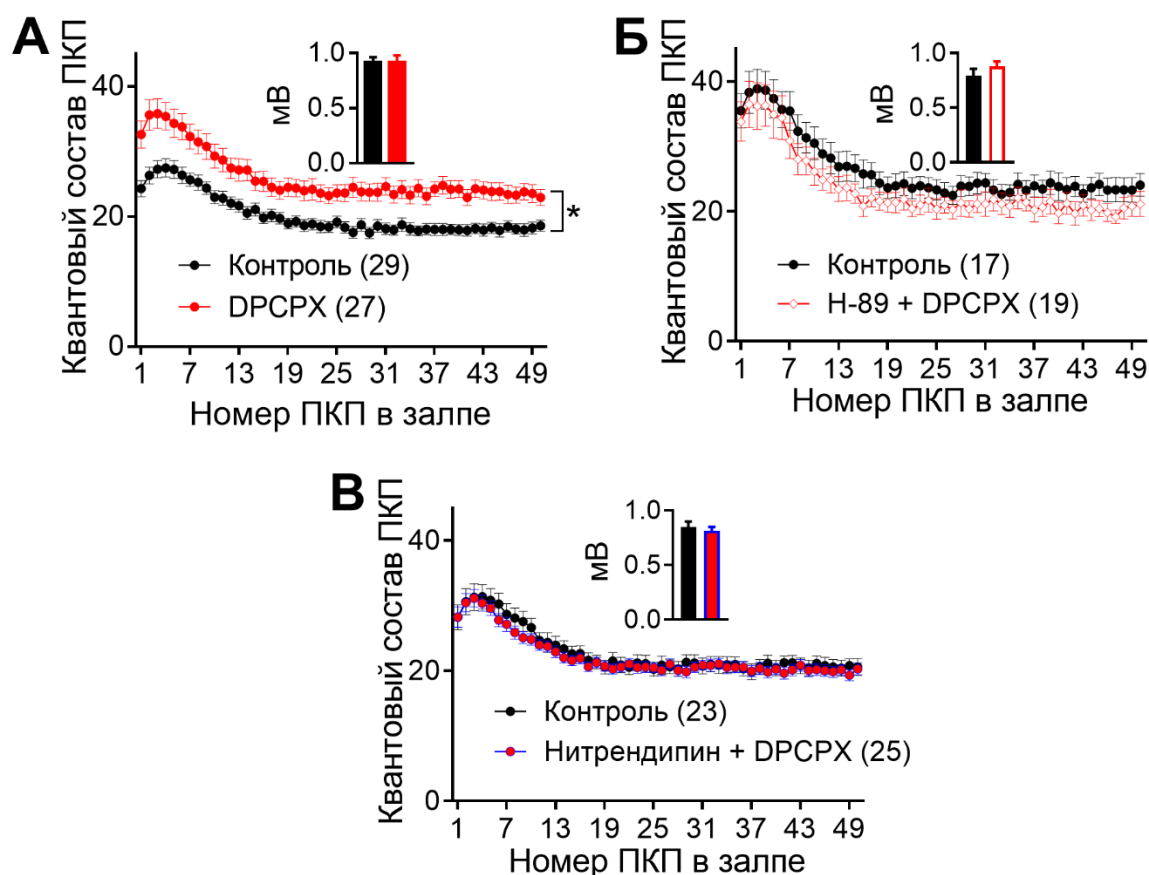 А
Квантовый состав ПКП
40
20
0
1 7 13 19 25 31 37 43 49
Номер ПКП в залпе
мВ
1.0
0.5
0.0
*
Контроль (29)
DPCPX (27)
Б
Квантовый состав ПКП
40
20
0
1 7 13 19 25 31 37 43 49
Номер ПКП в залпе
мВ
1.0
0.5
0.0
Контроль (17)
H-89 + DPCPX (19)
В
Квантовый состав ПКП
40
20
0
1 7 13 19 25 31 37 43 49
Номер ПКП в залпе
мВ
1.0
0.5
0.0
Контроль (23)
Нитрендипин + DPCPX (25)